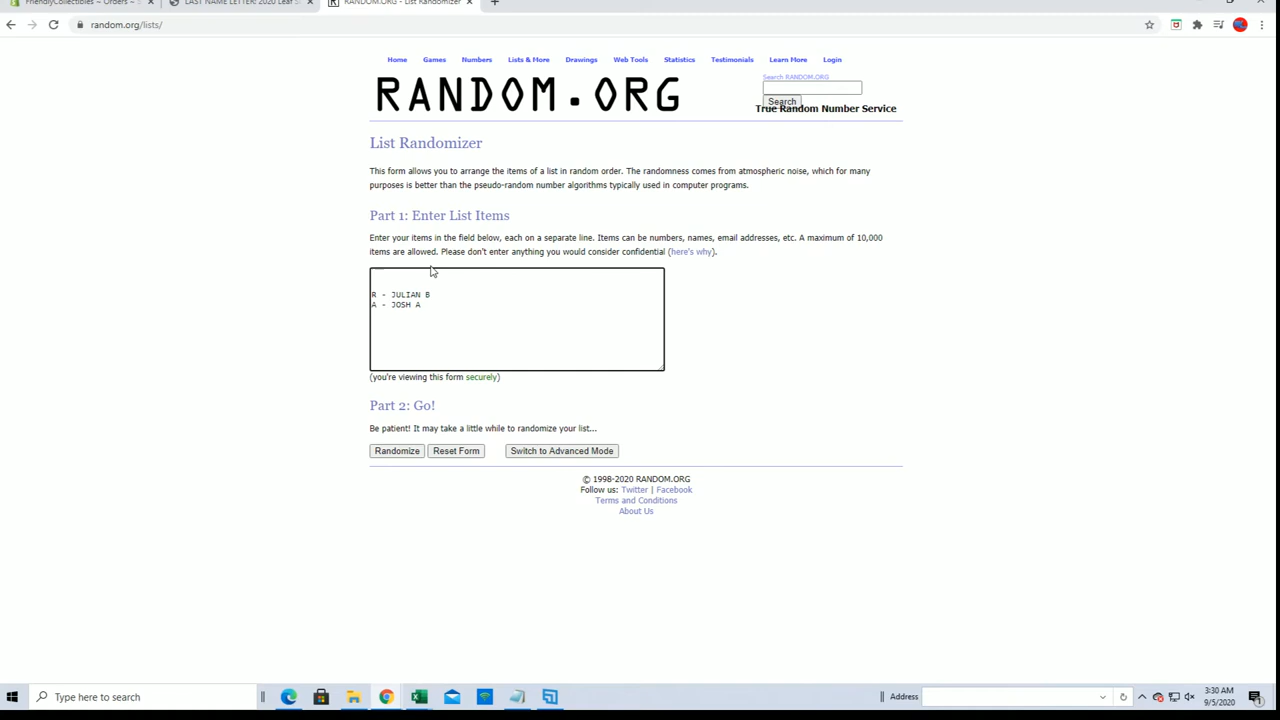 FriendlyCollectibles – Orders –
LAST NAME LETTER: 2020 Leaf S
RANDOM.ORG - List Randomizer
random.org/lists/
Home Games Numbers Lists & More Drawings Web Tools Statistics Testimonials Learn More Login
Search RANDOM.ORG
RANDOM.ORG
Search
True Random Number Service
List Randomizer
This form allows you to arrange the items of a list in random order. The randomness comes from atmospheric noise, which for many
purposes is better than the pseudo-random number algorithms typically used in computer programs.
Part 1: Enter List Items
Enter your items in the field below, each on a separate line. Items can be numbers, names, email addresses, etc. A maximum of 10,000
items are allowed. Please don't enter anything you would consider confidential (here's why).
R - JULIAN B
A - JOSH A
(you're viewing this form securely)
Part 2: Go!
Be patient! It may take a little while to randomize your list...
Randomize Reset Form Switch to Advanced Mode
© 1998-2020 RANDOM.ORG
Follow us: Twitter | Facebook
Terms and Conditions
About Us
Type here to search
Address
3:30 AM
9/5/2020